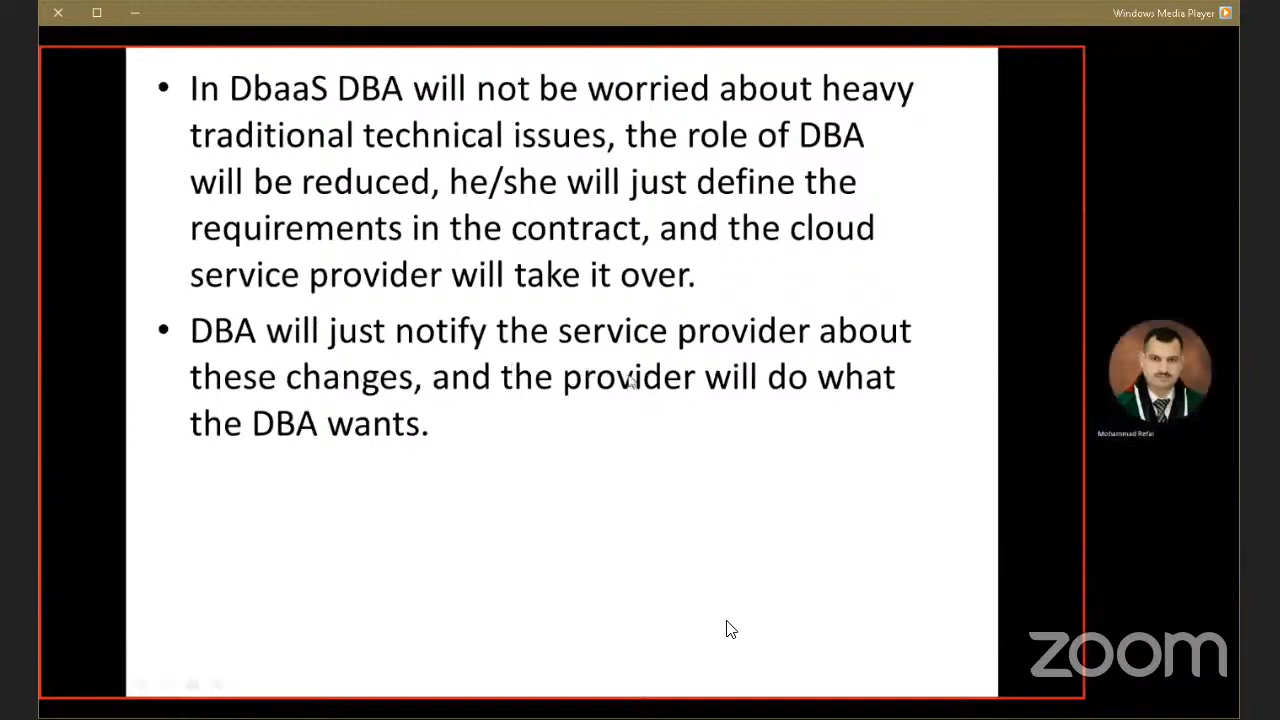 Windows Media Player
• In DbaaS DBA will not be worried about heavy
traditional technical issues, the role of DBA
will be reduced, he/she will just define the
requirements in the contract, and the cloud
service provider will take it over.
• DBA will just notify the service provider about
these changes, and the provider will do what
the DBA wants.
Mohammad Refai
zoom